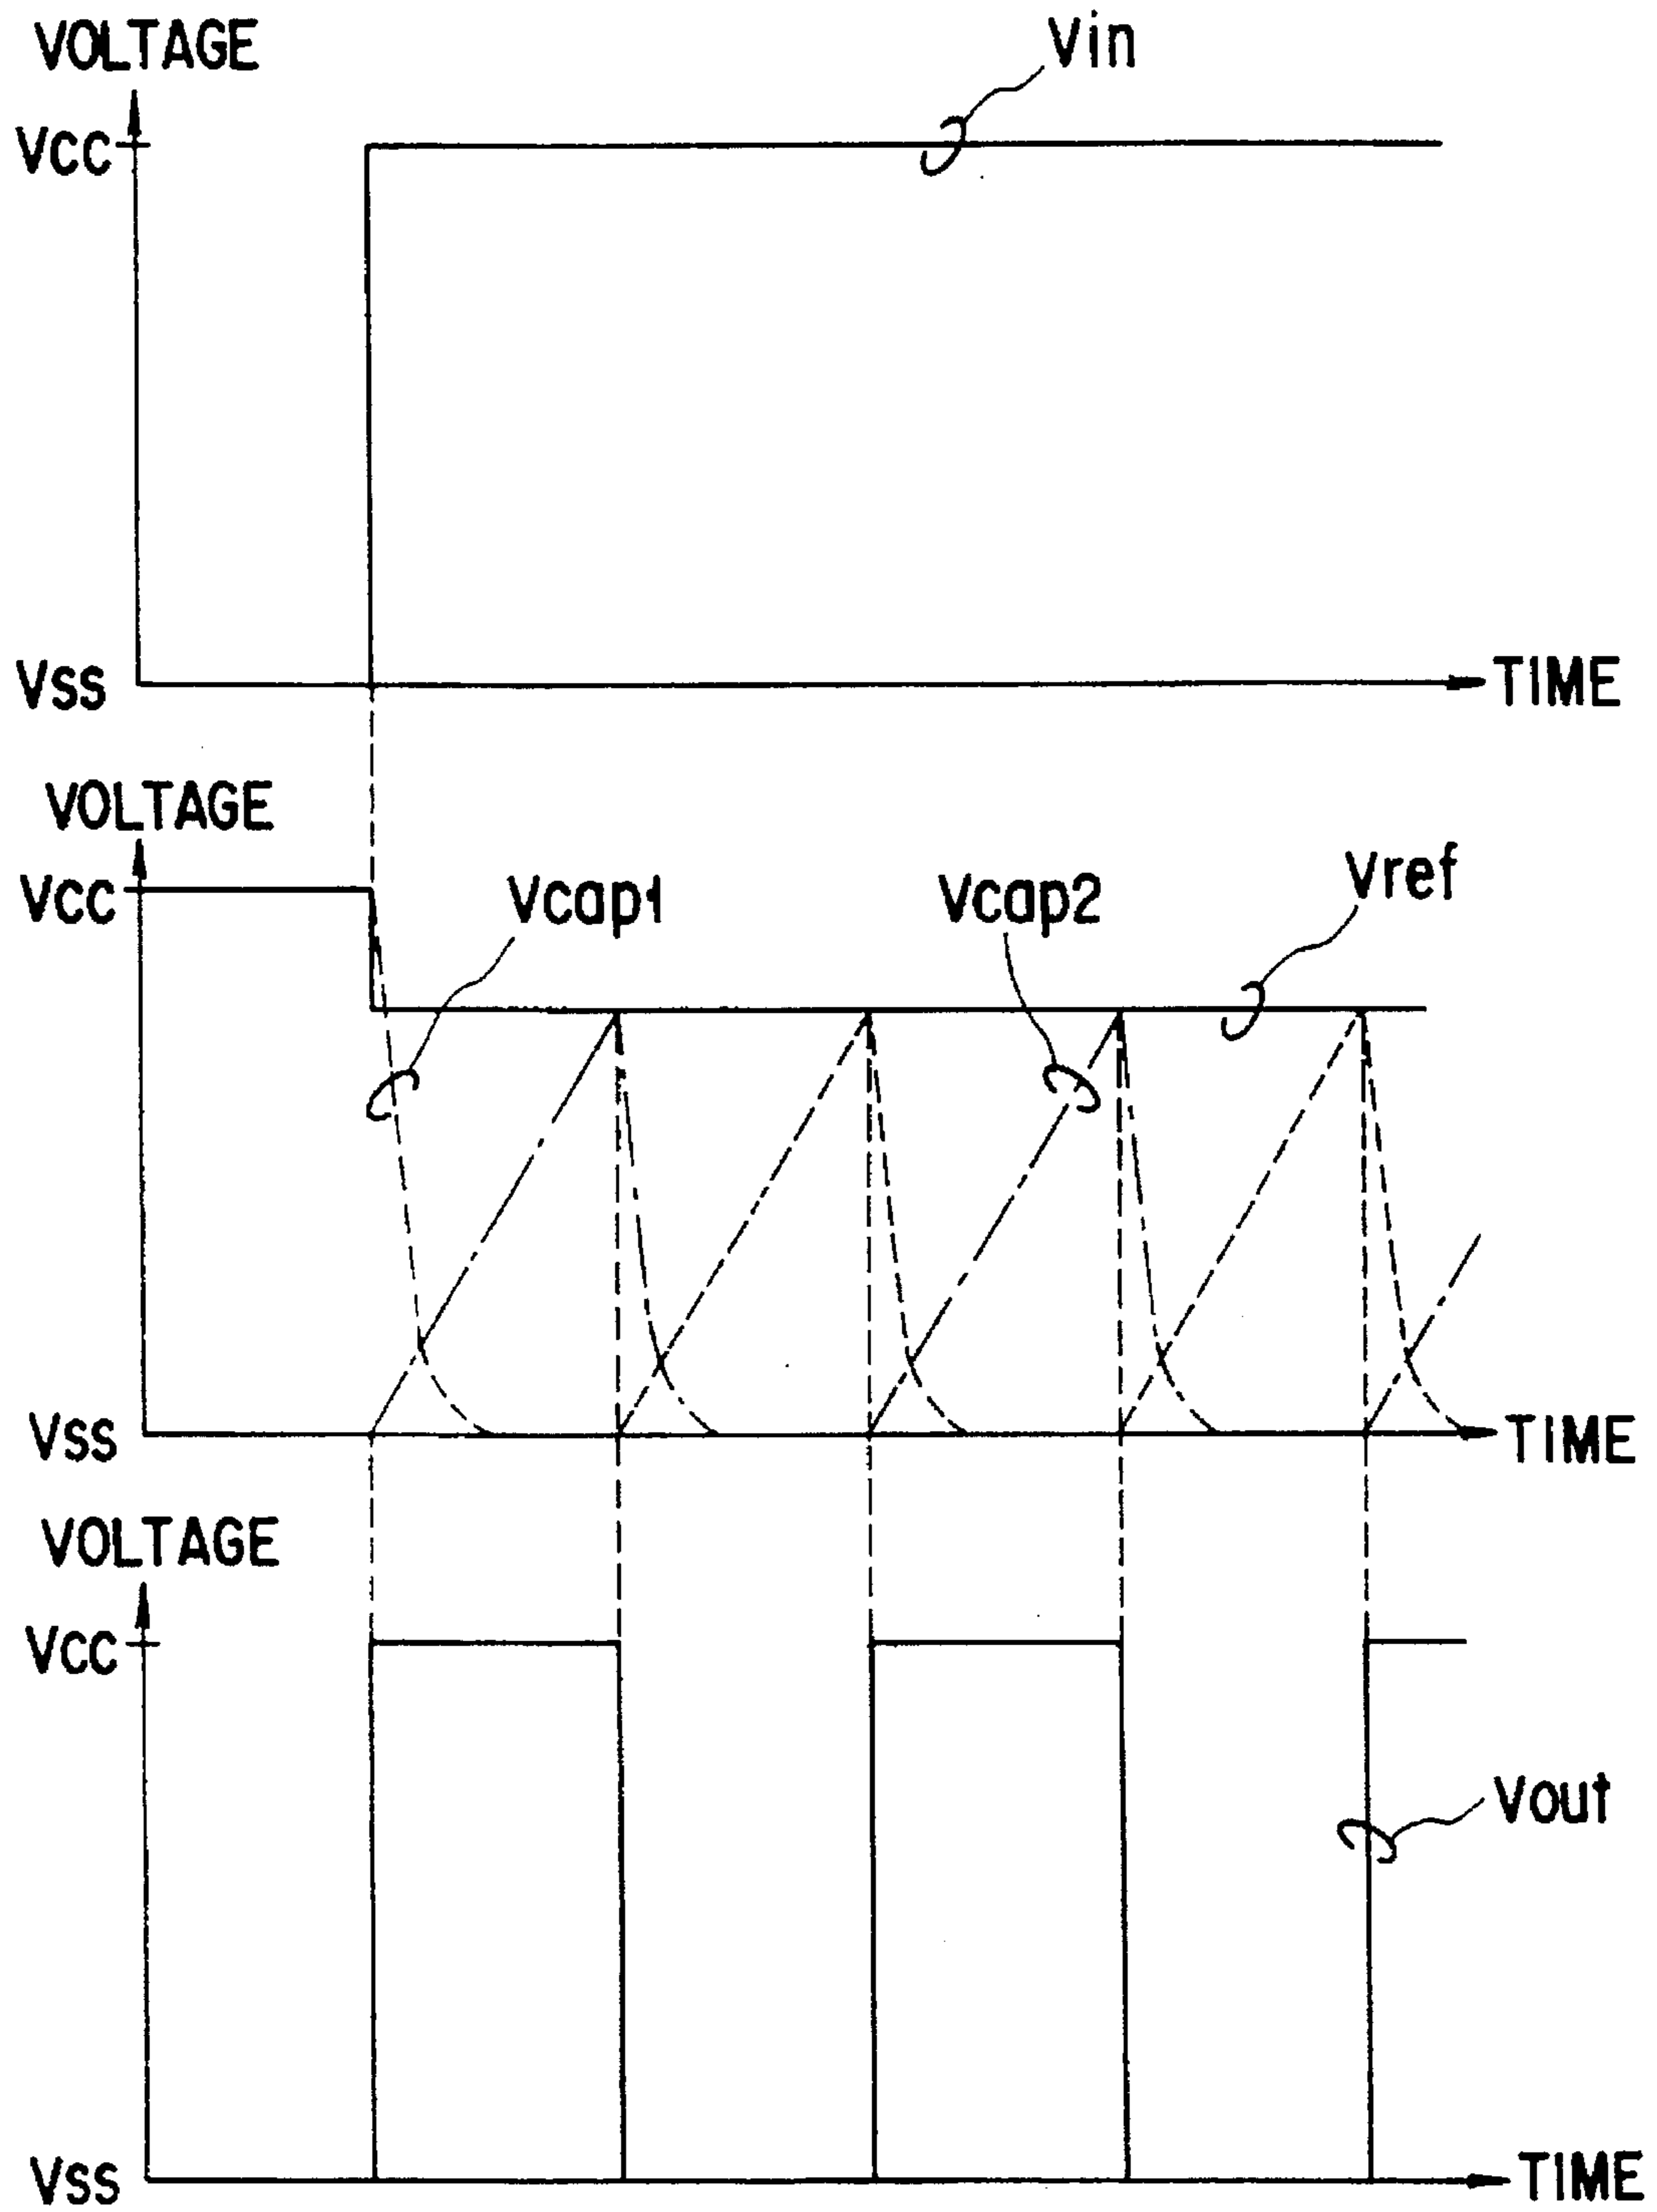 VOLTAGE
Vin
Vcc
Vss
TIME
VOLTAGE
Vcc
Vcap1
Vcap2
Vref
Vss
TIME
VOLTAGE
Vcc
Vout
Vss
TIME